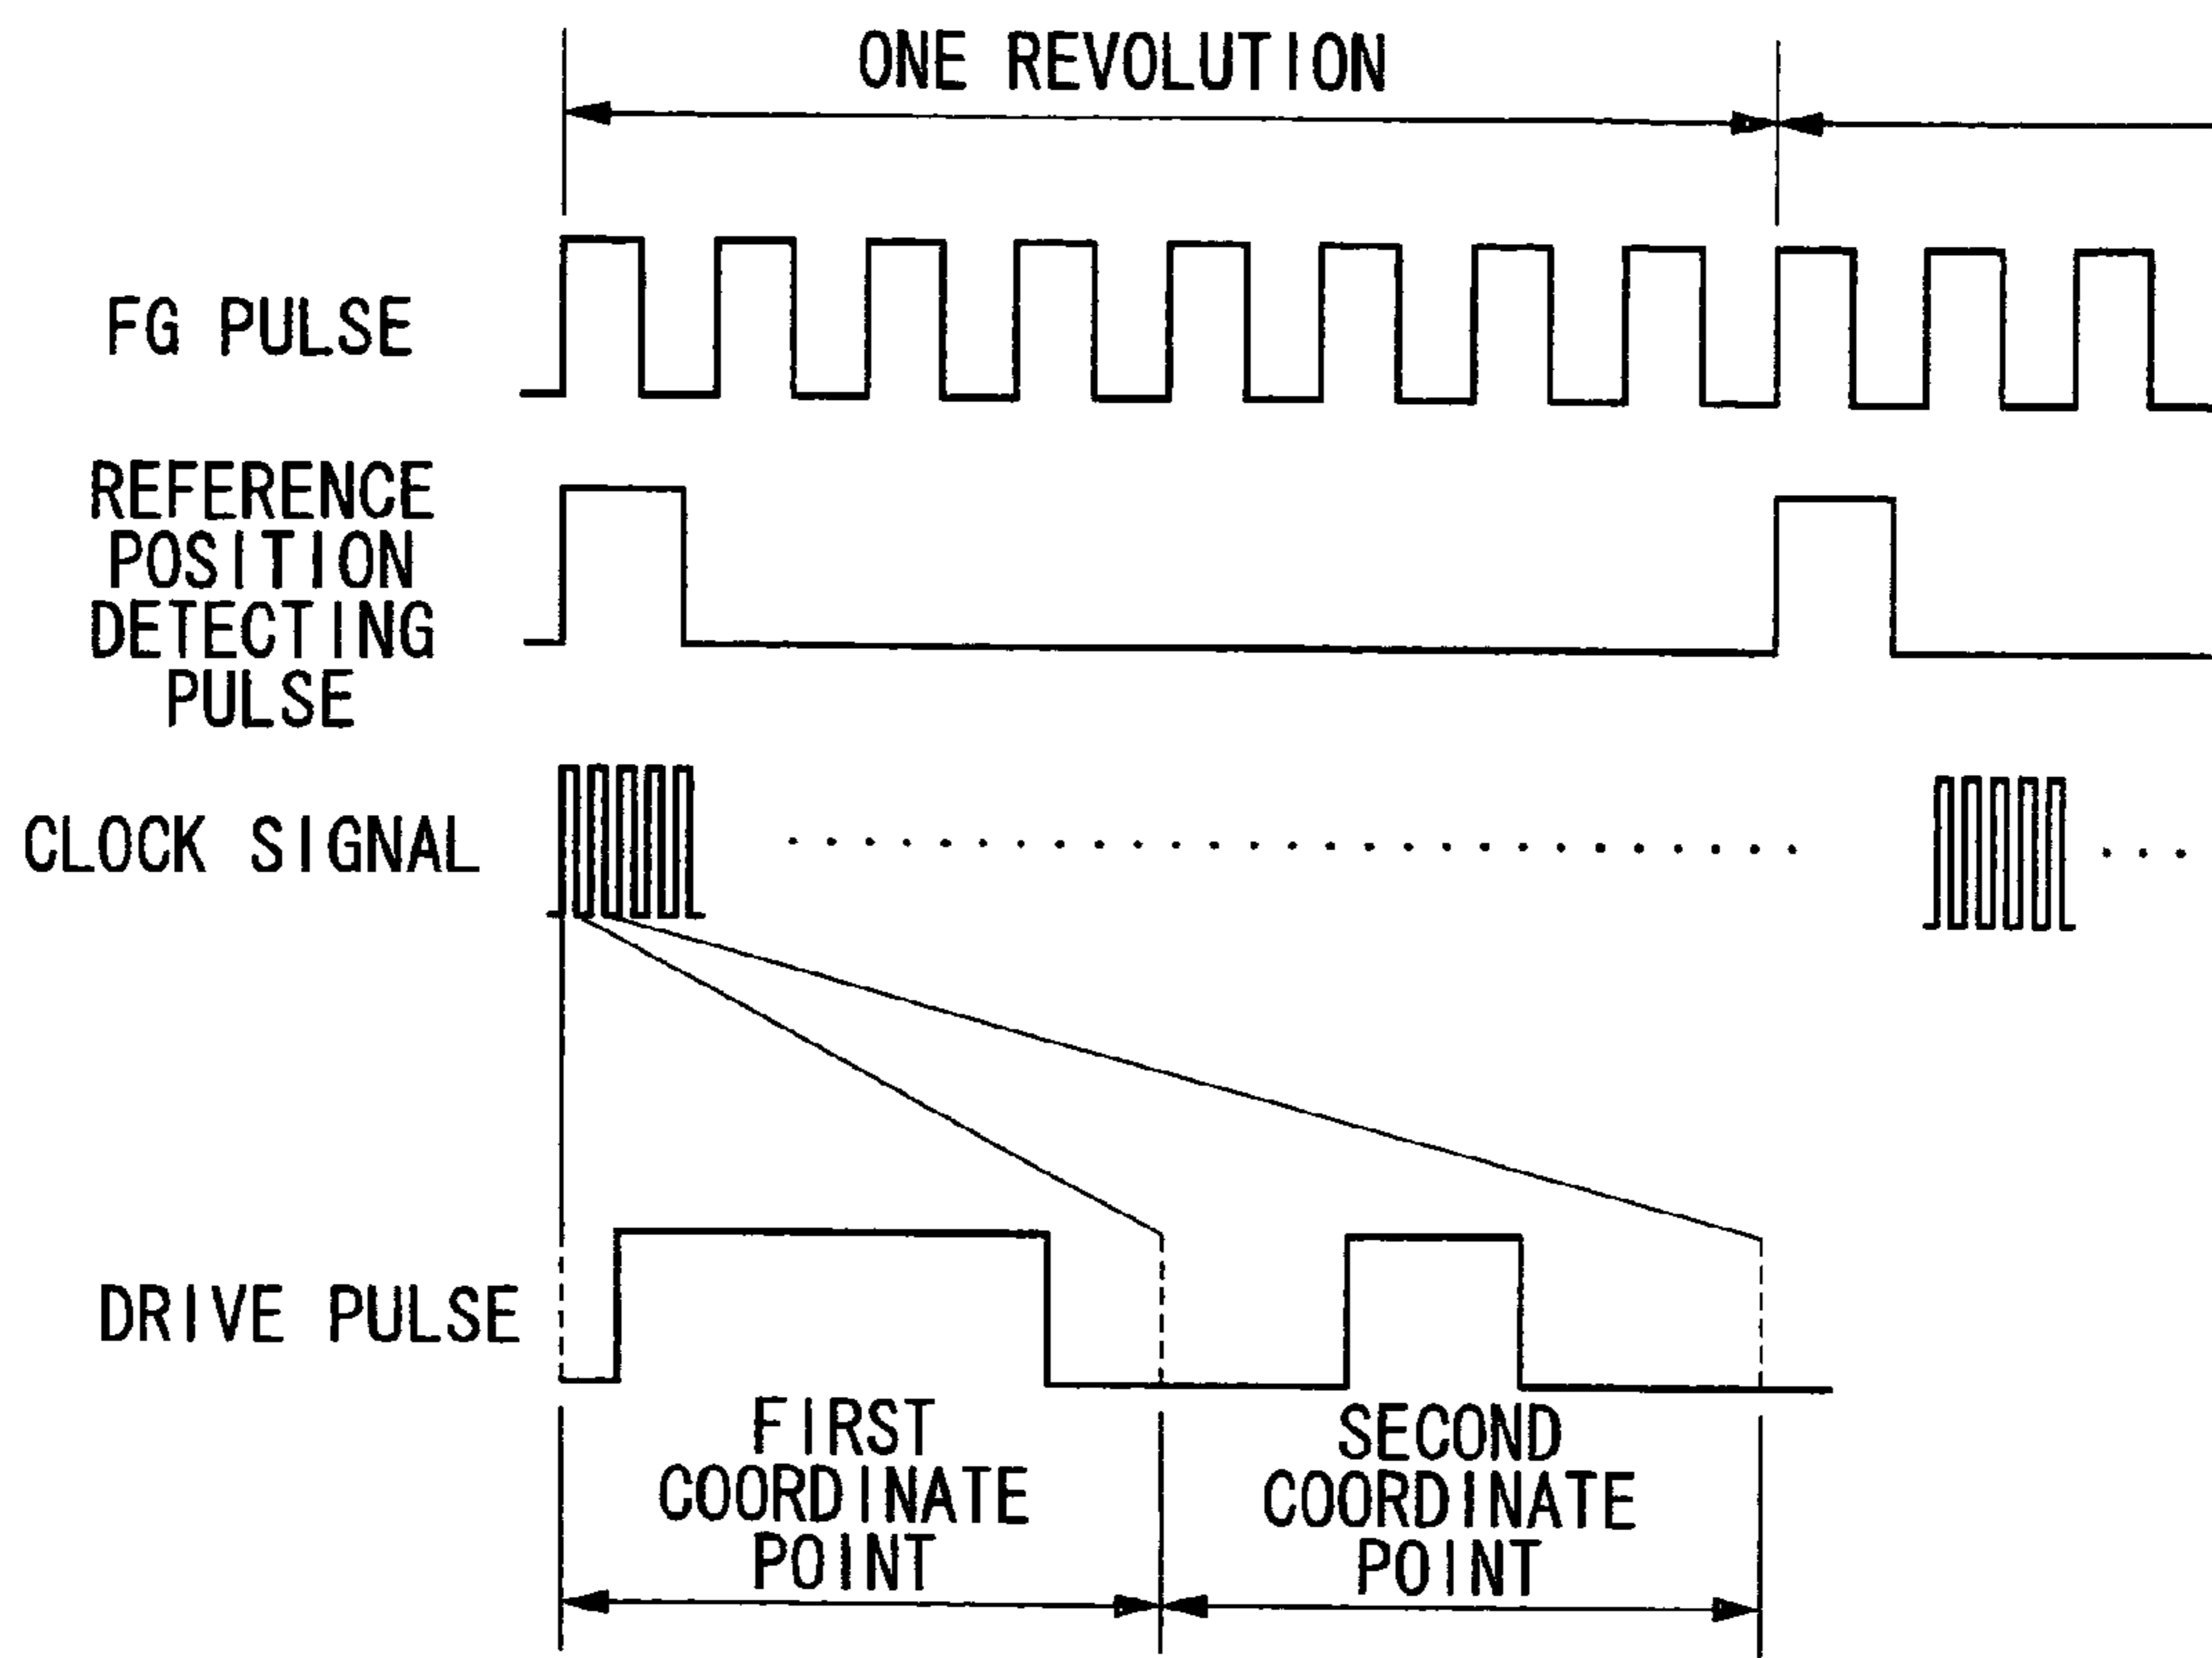 ONE REVOLUTION
FG PULSE
REFERENCE
POSITION
DETECTING
PULSE
CLOCK SIGNAL
DRIVE PULSE
FIRST
COORDINATE
POINT
SECOND
COORDINATE
POINT